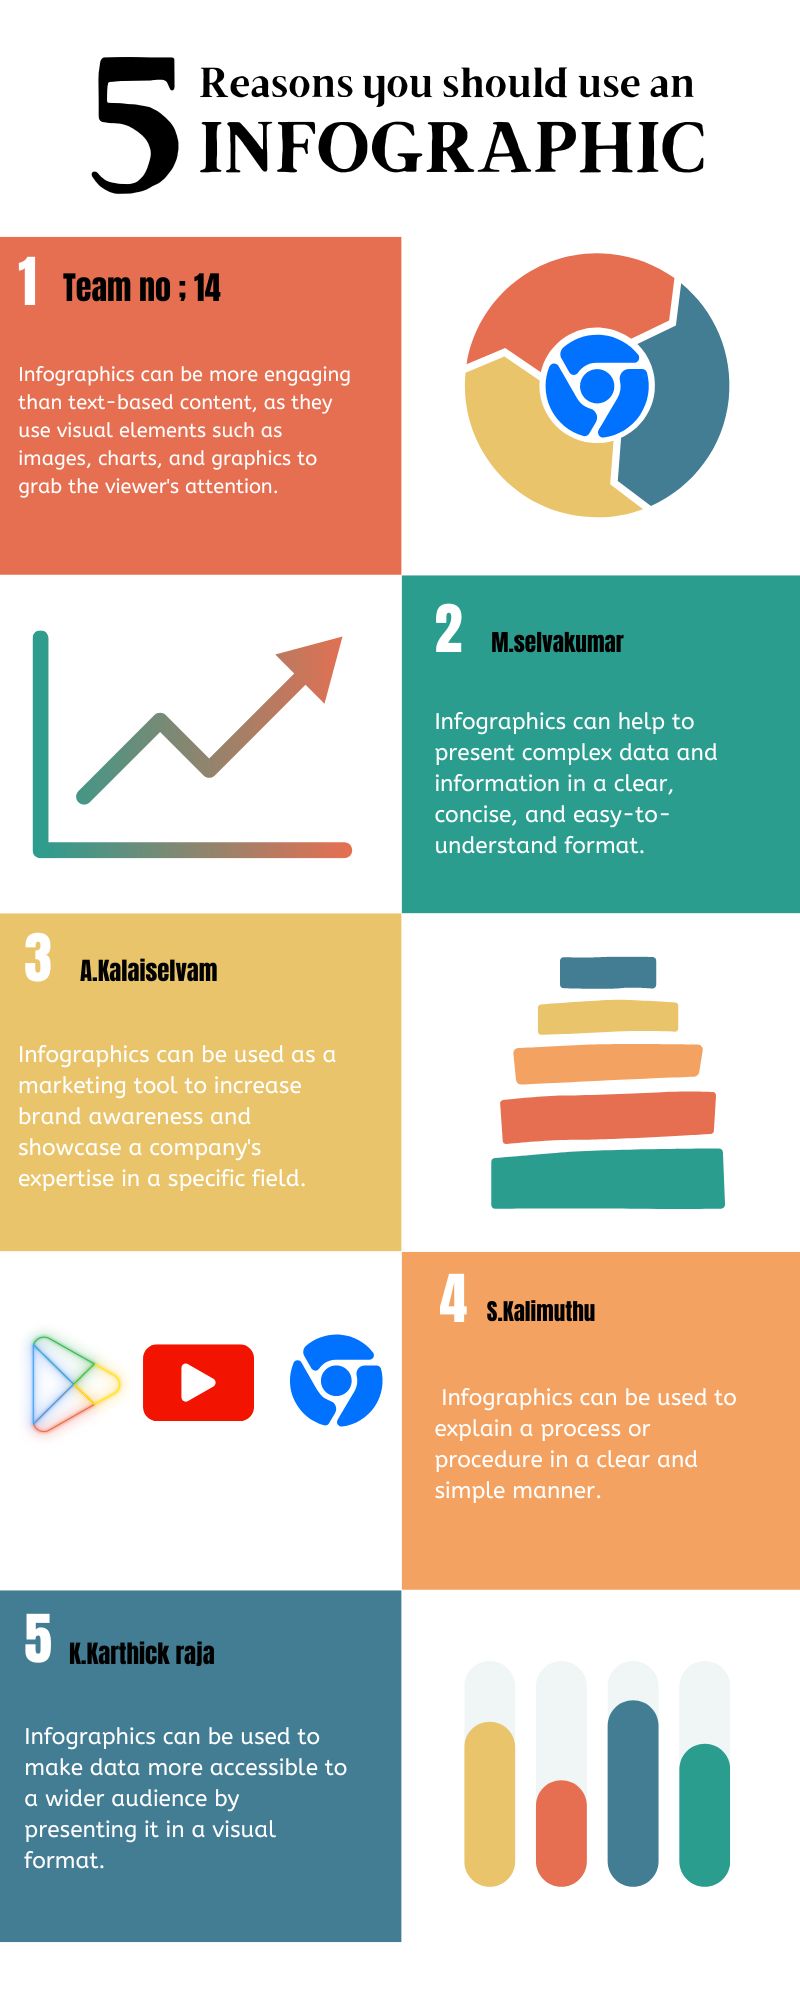 5 Reasons you should use an
INFOGRAPHIC
1 Team no ; 14
Infographics can be more engaging
than text-based content, as they
use visual elements such as
images, charts, and graphics to
grab the viewer's attention.
2 M.selvakumar
Infographics can help to
present complex data and
information in a clear,
concise, and easy-to-
understand format.
3 A.Kalaiselvam
Infographics can be used as a
marketing tool to increase
brand awareness and
showcase a company's
expertise in a specific field.
4 S.Kalimuthu
Infographics can be used to
explain a process or
procedure in a clear and
simple manner.
5 K.Karthick raja
Infographics can be used to
make data more accessible to
a wider audience by
presenting it in a visual
format.